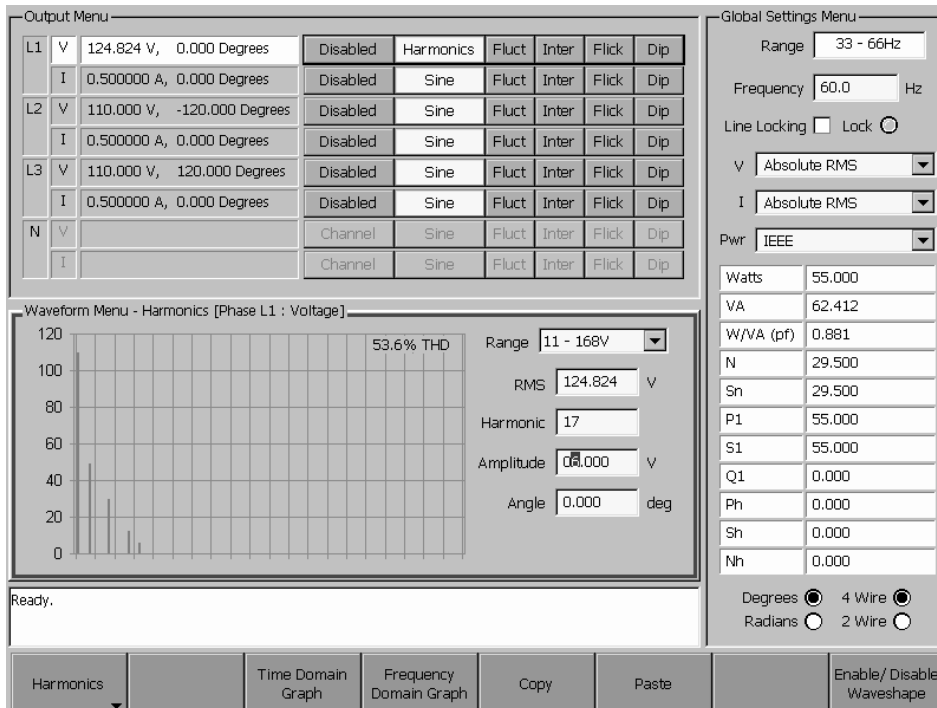 Output Menu
L1 V 124.824 V, 0.000 Degrees Disabled Harmonics Fluct Inter Flick Dip
I 0.500000 A, 0.000 Degrees Disabled Sine Fluct Inter Flick Dip
L2 V 110.000 V, -120.000 Degrees Disabled Sine Fluct Inter Flick Dip
I 0.500000 A, 0.000 Degrees Disabled Sine Fluct Inter Flick Dip
L3 V 110.000 V, 120.000 Degrees Disabled Sine Fluct Inter Flick Dip
I 0.500000 A, 0.000 Degrees Disabled Sine Fluct Inter Flick Dip
N V Channel Sine Fluct Inter Flick Dip
I Channel Sine Fluct Inter Flick Dip
Waveform Menu - Harmonics [Phase L1 : Voltage]
120
100
80
60
40
20
0
53.6% THD
Range 11 - 168V
RMS 124.824 V
Harmonic 17
Amplitude 06.000 V
Angle 0.000 deg
Ready.
Global Settings Menu
Range 33 - 66Hz
Frequency 60.0 Hz
Line Locking Lock
V Absolute RMS
I Absolute RMS
Pwr IEEE
Watts 55.000
VA 62.412
W/VA (pf) 0.881
N 29.500
Sn 29.500
P1 55.000
S1 55.000
Q1 0.000
Ph 0.000
Sh 0.000
Nh 0.000
Degrees 4 Wire
Radians 2 Wire
Harmonics
Time Domain
Graph
Frequency
Domain Graph
Copy
Paste
Enable/ Disable
Waveshape